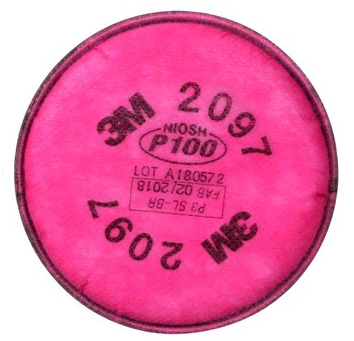 3M 2097
NIOSH
P100
LOT A180572
P3 SL-BR
FAB 02/2018
3M 2097